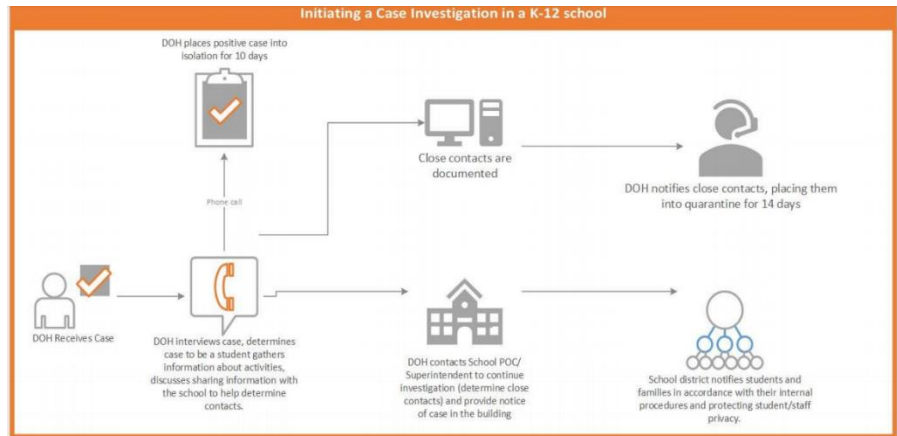 Initiating a Case Investigation in a K-12 school
DOH places positive case into
isolation for 10 days
Close contacts are
documented
DOH notifies close contacts, placing them
into quarantine for 14 days
Phone call
DOH Receives Case
DOH interviews case, determines
case to be a student gathers
information about activities,
discusses sharing information with
the school to help determine
contacts.
DOH contacts School POC/
Superintendent to continue
investigation (determine close
contacts) and provide notice
of case in the building
School district notifies students and
families in accordance with their internal
procedures and protecting student/staff
privacy.